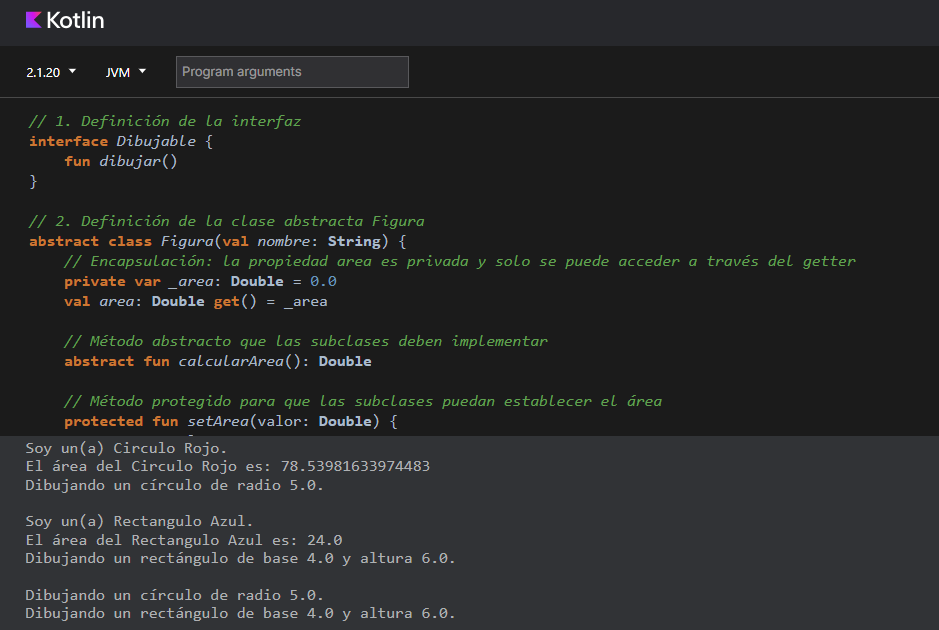 Kotlin
2.1.20 JVM Program arguments
// 1. Definición de la interfaz
interface Dibujable {
    fun dibujar()
}
// 2. Definición de la clase abstracta Figura
abstract class Figura(val nombre: String) {
    // Encapsulación: la propiedad area es privada y solo se puede acceder a través del getter
    private var _area: Double = 0.0
    val area: Double get() = _area
    // Método abstracto que las subclases deben implementar
    abstract fun calcularArea(): Double
    // Método protegido para que las subclases puedan establecer el área
    protected fun setArea(valor: Double) {
Soy un(a) Circulo Rojo.
El área del Circulo Rojo es: 78.53981633974483
Dibujando un círculo de radio 5.0.
Soy un(a) Rectangulo Azul.
El área del Rectangulo Azul es: 24.0
Dibujando un rectángulo de base 4.0 y altura 6.0.
Dibujando un círculo de radio 5.0.
Dibujando un rectángulo de base 4.0 y altura 6.0.